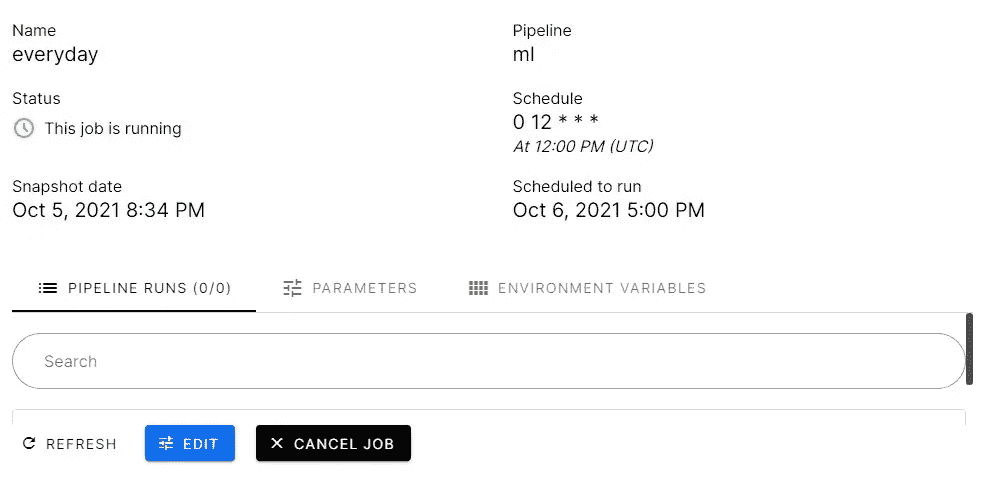 Name
everyday
Pipeline
ml
Status
This job is running
Schedule
0 12 * * *
At 12:00 PM (UTC)
Snapshot date
Oct 5, 2021 8:34 PM
Scheduled to run
Oct 6, 2021 5:00 PM
PIPELINE RUNS (0/0)
PARAMETERS
ENVIRONMENT VARIABLES
Search
REFRESH
EDIT
CANCEL JOB